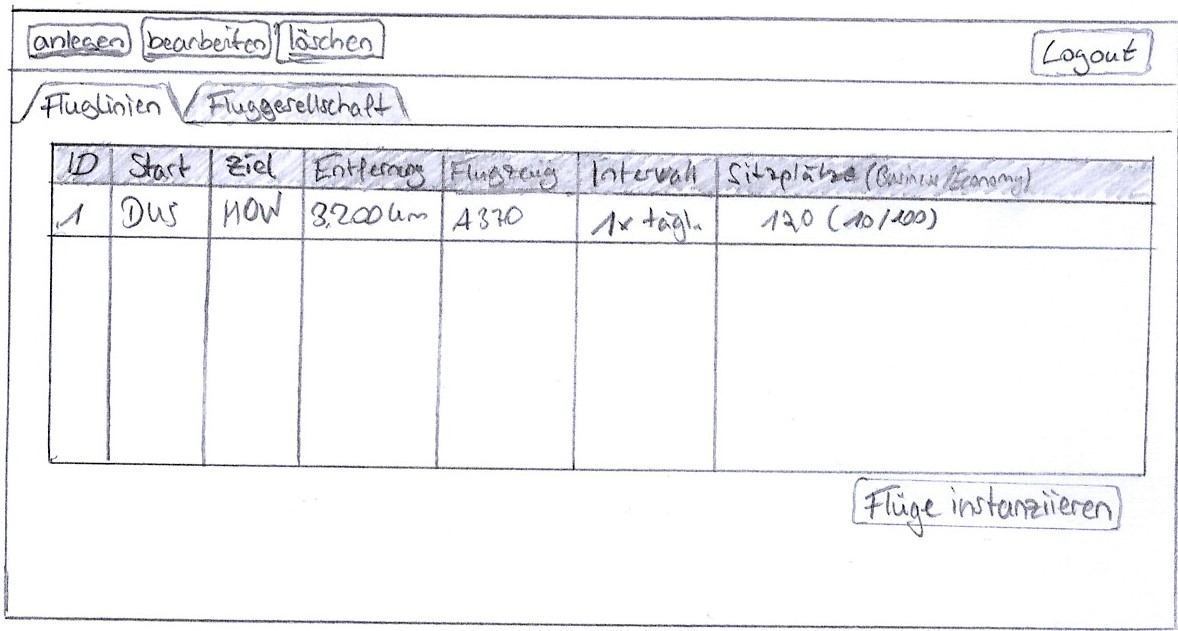 anlegen bearbeiten löschen Logout
Fluglinien Fluggesellschaft
ID Start Ziel Entfernung Flugzeug Intervall Sitzplätze (Business/Economy)
1 DUS MOW 3.200 km A370 1x tägl. 120 (10/100)
Flüge instanziieren